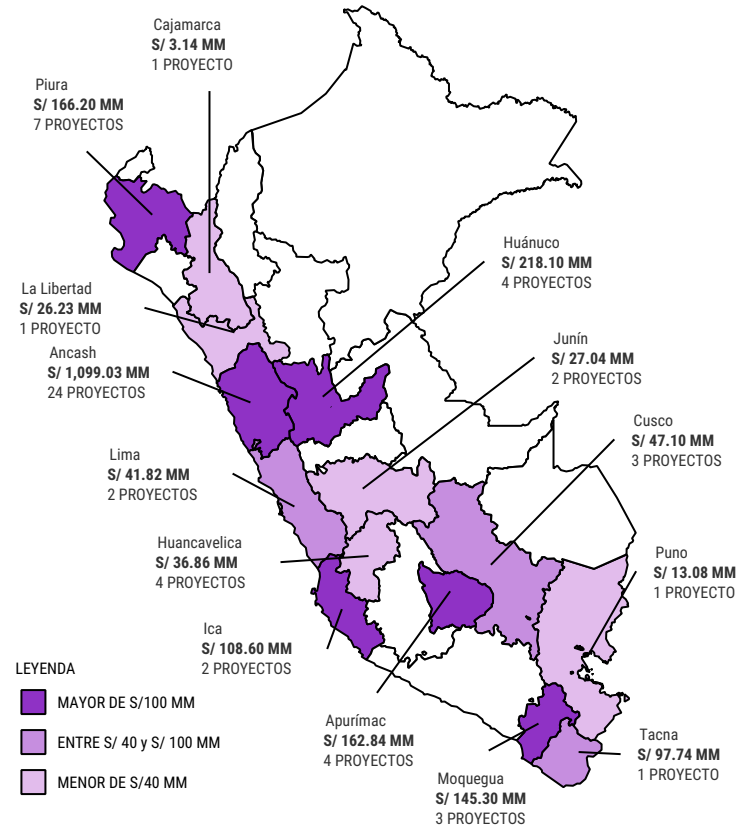 Cajamarca
S/ 3.14 MM
1 PROYECTO
Piura
S/ 166.20 MM
7 PROYECTOS
Huánuco
S/ 218.10 MM
4 PROYECTOS
La Libertad
S/ 26.23 MM
1 PROYECTO
Ancash
S/ 1,099.03 MM
24 PROYECTOS
Junín
S/ 27.04 MM
2 PROYECTOS
Cusco
S/ 47.10 MM
3 PROYECTOS
Lima
S/ 41.82 MM
2 PROYECTOS
Huancavelica
S/ 36.86 MM
4 PROYECTOS
Puno
S/ 13.08 MM
1 PROYECTO
Ica
S/ 108.60 MM
2 PROYECTOS
LEYENDA
MAYOR DE S/100 MM
ENTRE S/ 40 y S/ 100 MM
MENOR DE S/40 MM
Apurímac
S/ 162.84 MM
4 PROYECTOS
Tacna
S/ 97.74 MM
1 PROYECTO
Moquegua
S/ 145.30 MM
3 PROYECTOS